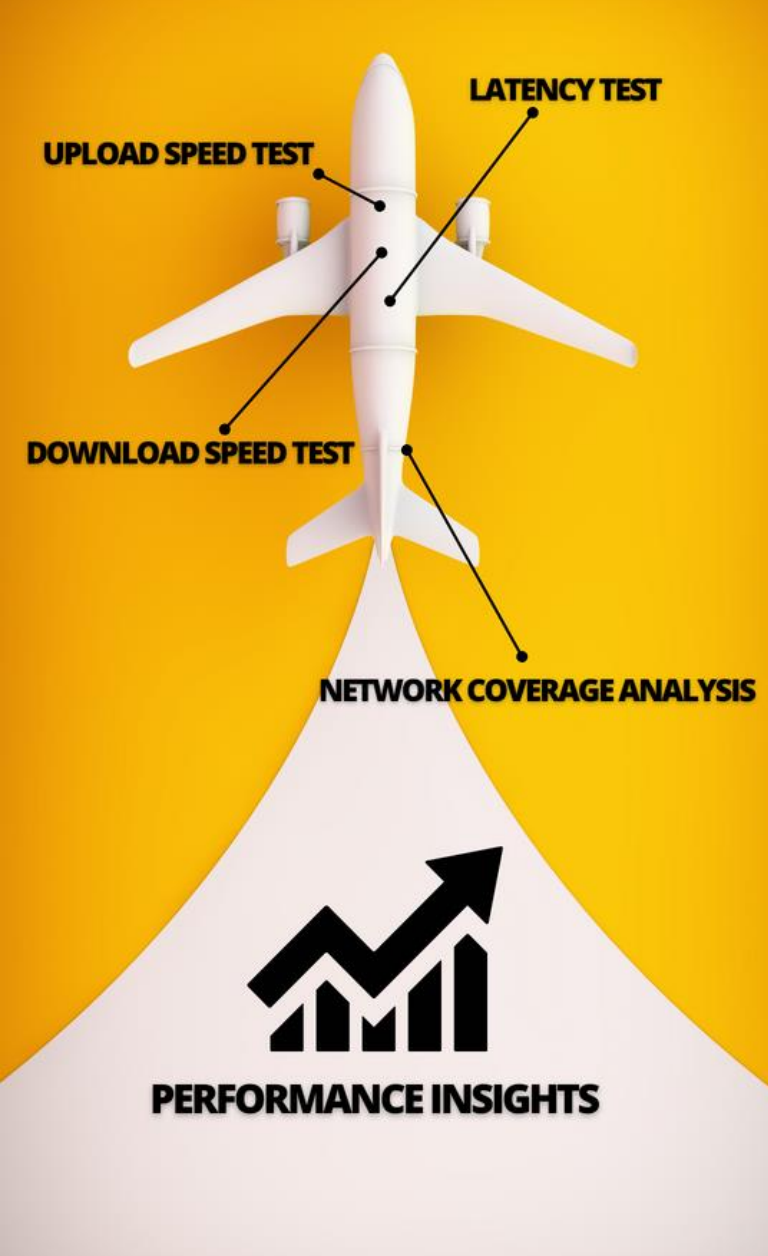 LATENCY TEST
UPLOAD SPEED TEST
DOWNLOAD SPEED TEST
NETWORK COVERAGE ANALYSIS
PERFORMANCE INSIGHTS